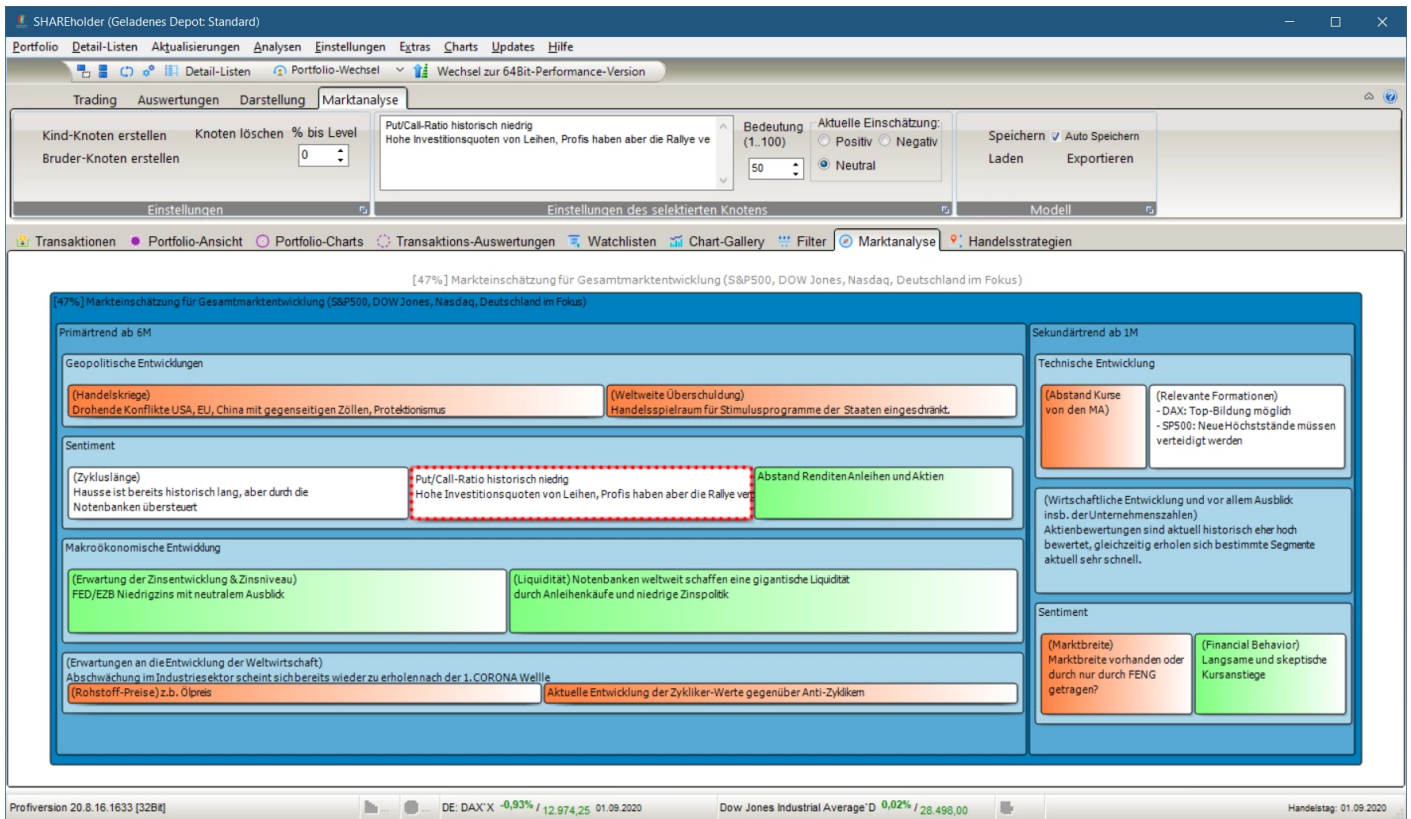 SHAREholder (Geladenes Depot: Standard)
Portfolio Detail-Listen Aktualisierungen Analysen Einstellungen Extras Charts Updates Hilfe
Detail-Listen Portfolio-Wechsel Wechsel zur 64Bit-Performance-Version
Trading Auswertungen Darstellung Marktanalyse
Kind-Knoten erstellen Knoten löschen % bis Level
Bruder-Knoten erstellen 0
Einstellungen
Put/Call-Ratio historisch niedrig
Hohe Investitionsquoten von Leihen, Profis haben aber die Rallye ve
Bedeutung
(1..100)
50
Aktuelle Einschätzung:
Positiv Negativ
Neutral
Einstellungen des selektierten Knotens
Speichern Auto Speichern
Laden Exportieren
Modell
Transaktionen Portfolio-Ansicht Portfolio-Charts Transaktions-Auswertungen Watchlisten Chart-Gallery Filter Marktanalyse Handelsstrategien
[47%] Markteinschätzung für Gesamtmarktentwicklung (S&P500, DOW Jones, Nasdaq, Deutschland im Fokus)
[47%] Markteinschätzung für Gesamtmarktentwicklung (S&P500, DOW Jones, Nasdaq, Deutschland im Fokus)
Primärtrend ab 6M
Geopolitische Entwicklungen
(Handelskriege)
Drohende Konflikte USA, EU, China mit gegenseitigen Zöllen, Protektionismus
(Weltweite Überschuldung)
Handelsspielraum für Stimulusprogramme der Staaten eingeschränkt.
Sentiment
(Zykluslänge)
Hausse ist bereits historisch lang, aber durch die
Notenbanken übersteuert
Put/Call-Ratio historisch niedrig
Hohe Investitionsquoten von Leihen, Profis haben aber die Rallye verp
Abstand Renditen Anleihen und Aktien
Makroökonomische Entwicklung
(Erwartung der Zinsentwicklung & Zinsniveau)
FED/EZB Niedrigzins mit neutralem Ausblick
(Liquidität) Notenbanken weltweit schaffen eine gigantische Liquidität
durch Anleihenkäufe und niedrige Zinspolitik
(Erwartungen an die Entwicklung der Weltwirtschaft)
Abschwächung im Industriesektor scheint sich bereits wieder zu erholen nach der 1. CORONA Wellle
(Rohstoff-Preise) z.b. Ölpreis
Aktuelle Entwicklung der Zykliker-Werte gegenüber Anti-Zyklikern
Sekundärtrend ab 1M
Technische Entwicklung
(Abstand Kurse
von den MA)
(Relevante Formationen)
- DAX: Top-Bildung möglich
- SP500: Neue Höchststände müssen
verteidigt werden
(Wirtschaftliche Entwicklung und vor allem Ausblick
insb. der Unternehmenszahlen)
Aktienbewertungen sind aktuell historisch eher hoch
bewertet, gleichzeitig erholen sich bestimmte Segmente
aktuell sehr schnell.
Sentiment
(Marktbreite)
Marktbreite vorhanden oder
durch nur durch FENG
getragen?
(Financial Behavior)
Langsame und skeptische
Kursanstiege
Profiversion 20.8.16.1633 [32Bit] ... ... DE: DAX`X -0,93% / 12.974,25 01.09.2020 Dow Jones Industrial Average`D 0,02% / 28.498,00 Handelstag: 01.09.2020